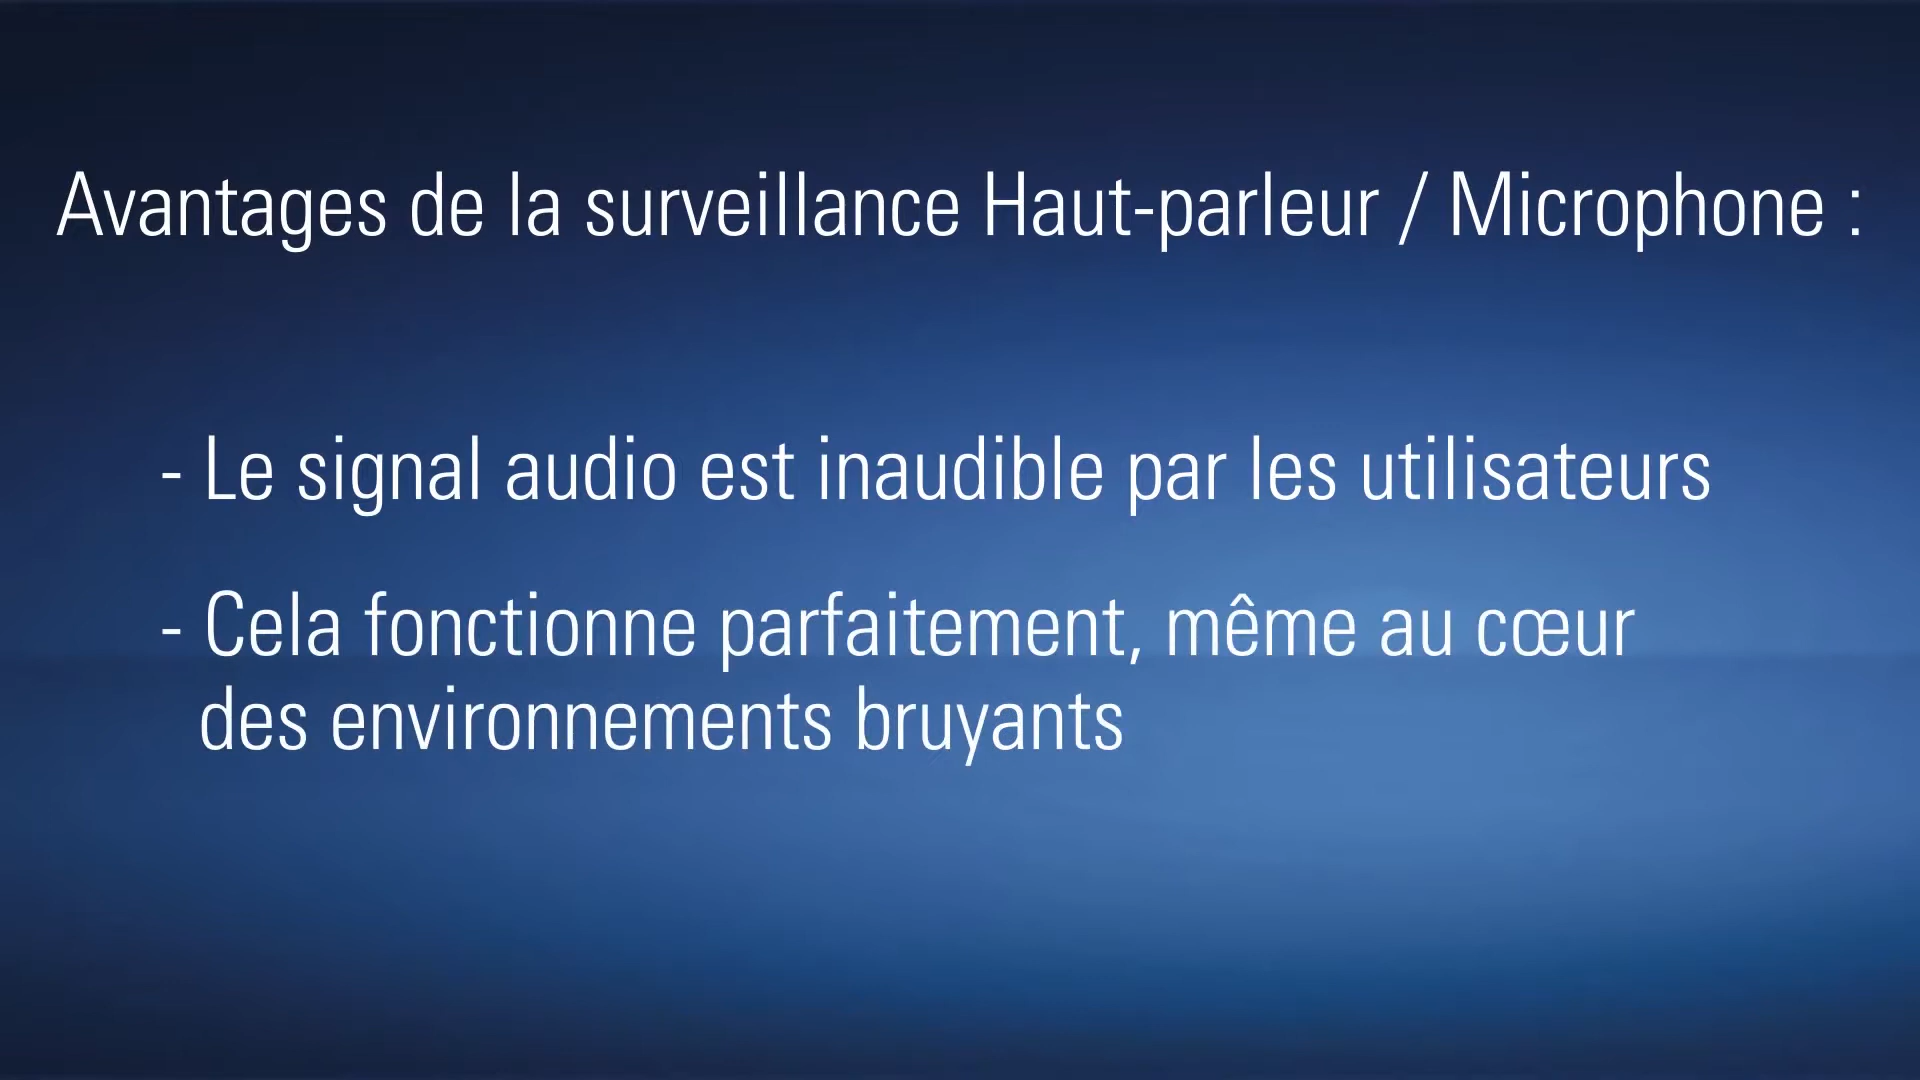 Avantages de la surveillance Haut-parleur / Microphone :
- Le signal audio est inaudible par les utilisateurs
- Cela fonctionne parfaitement, même au cœur
des environnements bruyants